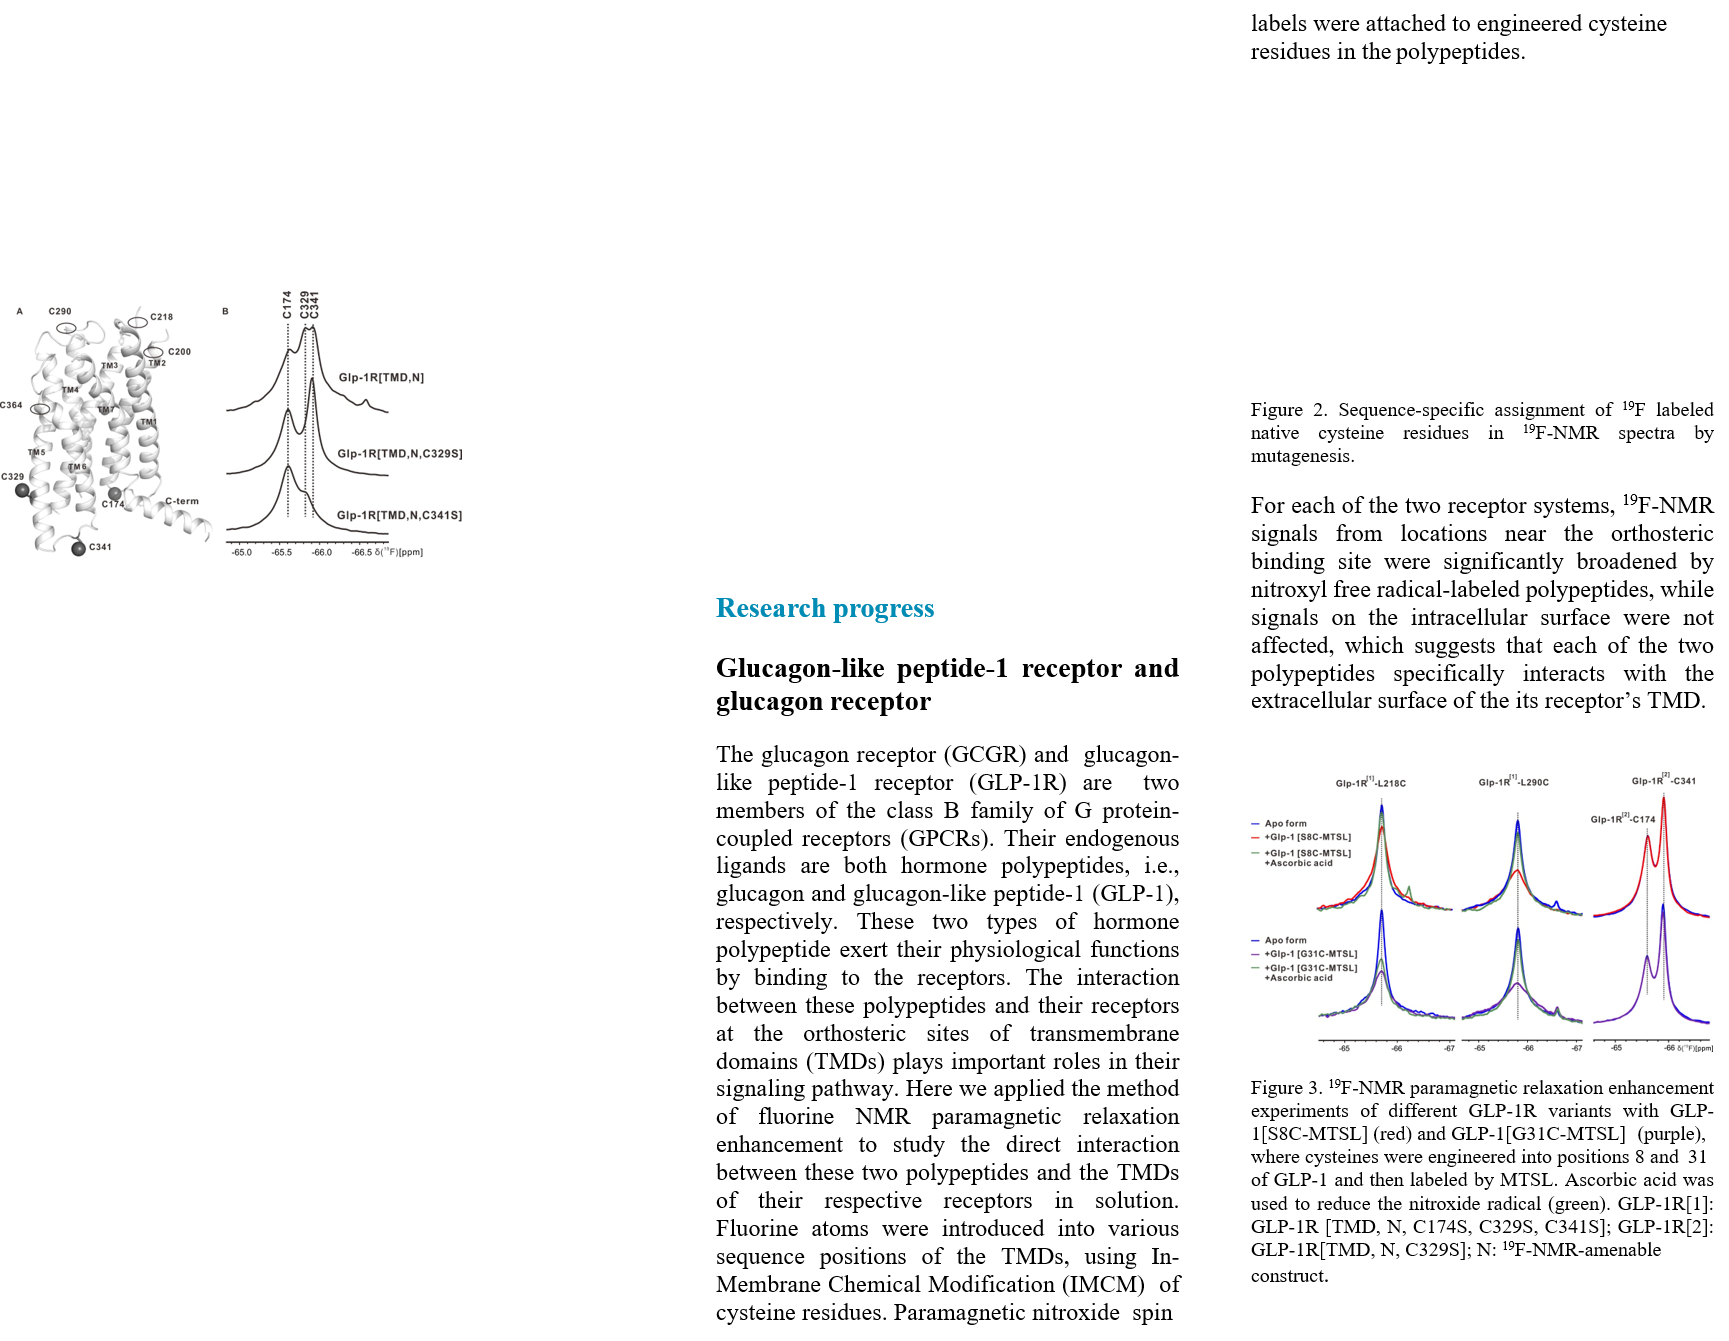 A
C290
C218
C200
TM2
TM3
TM4
C364
TM7
TM1
TM5
TM6
C329
C174
C-term
C341
B
C174
C329
C341
Glp-1R[TMD,N]
Glp-1R[TMD,N,C329S]
Glp-1R[TMD,N,C341S]
-65.0 -65.5 -66.0 -66.5 δ(¹⁹F)[ppm]
Research progress
Glucagon-like peptide-1 receptor and
glucagon receptor
The glucagon receptor (GCGR) and glucagon-
like peptide-1 receptor (GLP-1R) are two
members of the class B family of G protein-
coupled receptors (GPCRs). Their endogenous
ligands are both hormone polypeptides, i.e.,
glucagon and glucagon-like peptide-1 (GLP-1),
respectively. These two types of hormone
polypeptide exert their physiological functions
by binding to the receptors. The interaction
between these polypeptides and their receptors
at the orthosteric sites of transmembrane
domains (TMDs) plays important roles in their
signaling pathway. Here we applied the method
of fluorine NMR paramagnetic relaxation
enhancement to study the direct interaction
between these two polypeptides and the TMDs
of their respective receptors in solution.
Fluorine atoms were introduced into various
sequence positions of the TMDs, using In-
Membrane Chemical Modification (IMCM) of
cysteine residues. Paramagnetic nitroxide spin
labels were attached to engineered cysteine
residues in the polypeptides.
Figure 2. Sequence-specific assignment of ¹⁹F labeled
native cysteine residues in ¹⁹F-NMR spectra by
mutagenesis.
For each of the two receptor systems, ¹⁹F-NMR
signals from locations near the orthosteric
binding site were significantly broadened by
nitroxyl free radical-labeled polypeptides, while
signals on the intracellular surface were not
affected, which suggests that each of the two
polypeptides specifically interacts with the
extracellular surface of the its receptor's TMD.
Glp-1R[1]-L218C
Glp-1R[1]-L290C
Glp-1R[2]-C341
Glp-1R[2]-C174
Apo form
+Glp-1 [S8C-MTSL]
+Glp-1 [S8C-MTSL]
+Ascorbic acid
Apo form
+Glp-1 [G31C-MTSL]
+Glp-1 [G31C-MTSL]
+Ascorbic acid
-65 -66 -67 -65 -66 -67 -65 -66 δ(¹⁹F)[ppm]
Figure 3. ¹⁹F-NMR paramagnetic relaxation enhancement
experiments of different GLP-1R variants with GLP-
1[S8C-MTSL] (red) and GLP-1[G31C-MTSL] (purple),
where cysteines were engineered into positions 8 and 31
of GLP-1 and then labeled by MTSL. Ascorbic acid was
used to reduce the nitroxide radical (green). GLP-1R[1]:
GLP-1R [TMD, N, C174S, C329S, C341S]; GLP-1R[2]:
GLP-1R[TMD, N, C329S]; N: ¹⁹F-NMR-amenable
construct.